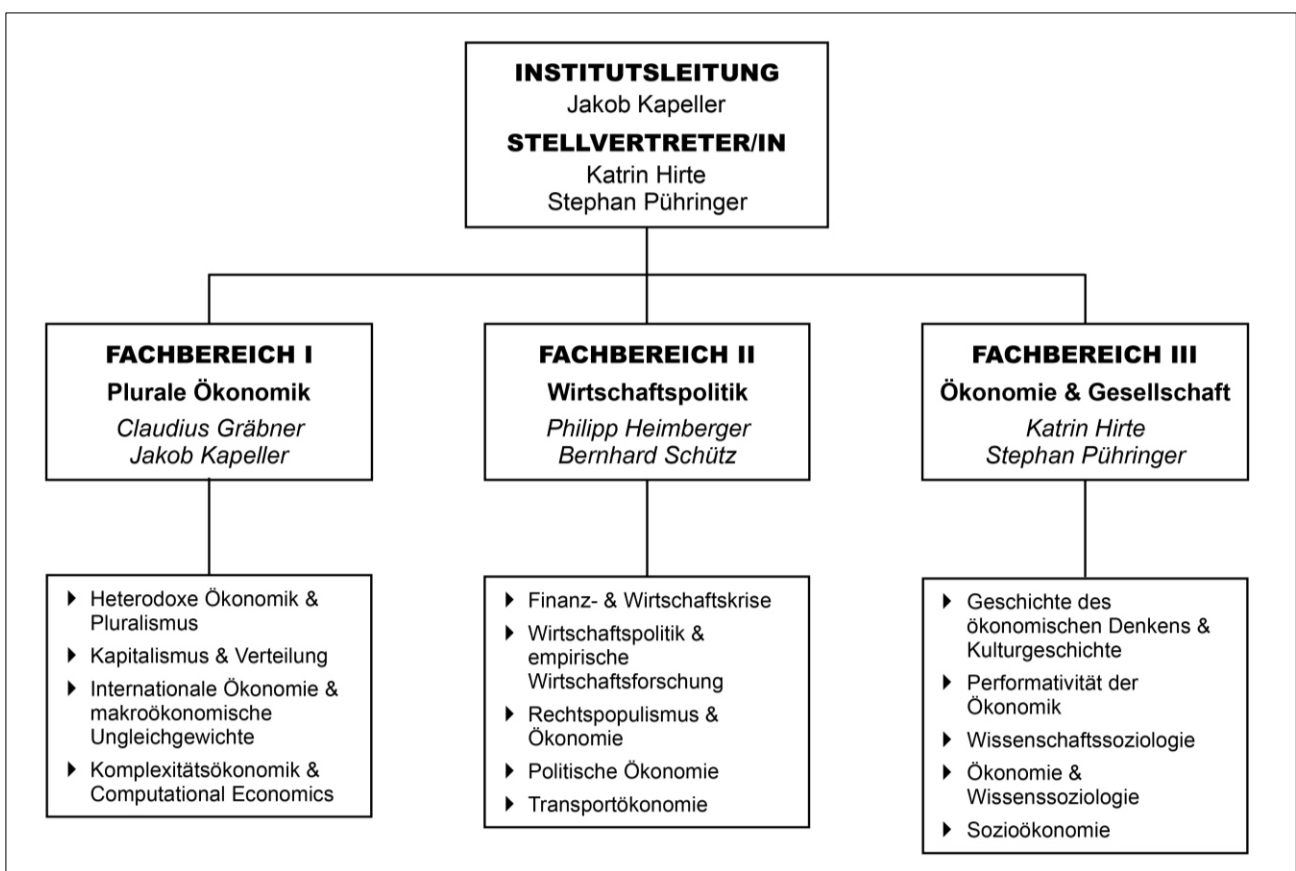 INSTITUTSLEITUNG
Jakob Kapeller
STELLVERTRETER/IN
Katrin Hirte
Stephan Pühringer
FACHBEREICH I
Plurale Ökonomik
Claudius Gräbner
Jakob Kapeller
FACHBEREICH II
Wirtschaftspolitik
Philipp Heimberger
Bernhard Schütz
FACHBEREICH III
Ökonomie & Gesellschaft
Katrin Hirte
Stephan Pühringer
Heterodoxe Ökonomik &
Pluralismus
Kapitalismus & Verteilung
Internationale Ökonomie &
makroökonomische
Ungleichgewichte
Komplexitätsökonomik &
Computational Economics
Finanz- & Wirtschaftskrise
Wirtschaftspolitik &
empirische
Wirtschaftsforschung
Rechtspopulismus &
Ökonomie
Politische Ökonomie
Transportökonomie
Geschichte des
ökonomischen Denkens &
Kulturgeschichte
Performativität der
Ökonomik
Wissenschaftssoziologie
Ökonomie &
Wissenssoziologie
Sozioökonomie